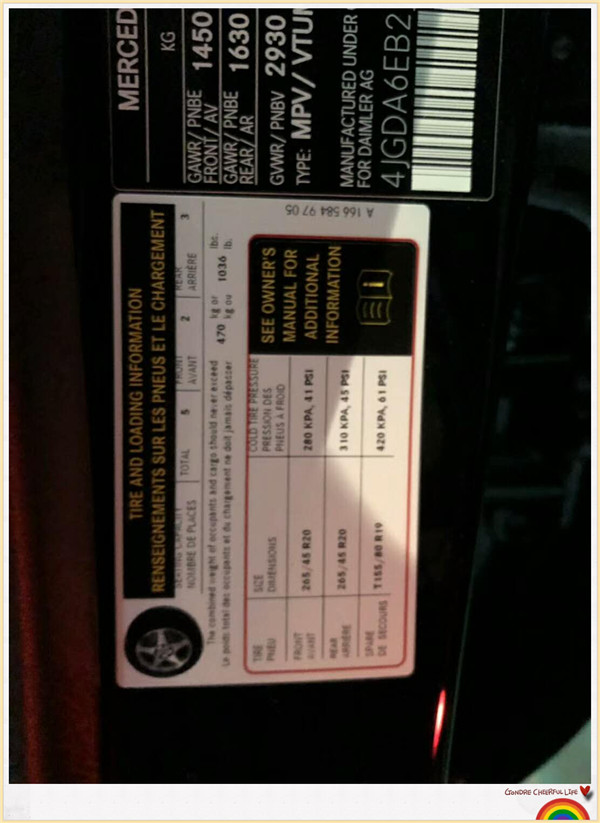 MERCED
KG
GAWR/ PNBE
FRONT/ AV 1450
GAWR/ PNBE
REAR/ AR 1630
GVWR/ PNBV 2930
TYPE: MPV/ VTU
MANUFACTURED UNDER
FOR DAIMLER AG
4JGDA6EB2
TIRE AND LOADING INFORMATION
RENSEIGNEMENTS SUR LES PNEUS ET LE CHARGEMENT
SEATING CAPACITY
NOMBRE DE PLACES
TOTAL 5
FRONT
AVANT 2
REAR
ARRIÈRE 3
The combined weight of occupants and cargo should never exceed 470 kg or 1036 lbs.
Le poids total des occupants et du chargement ne doit jamais dépasser 470 kg ou 1036 lb.
TIRE
PNEU
SIZE
DIMENSIONS
COLD TIRE PRESSURE
PRESSION DES
PNEUS À FROID
FRONT
AVANT
265/45 R20
280 KPA, 41 PSI
REAR
ARRIÈRE
265/45 R20
310 KPA, 45 PSI
SPARE
DE SECOURS
T155/80 R19
420 KPA, 61 PSI
SEE OWNER'S
MANUAL FOR
ADDITIONAL
INFORMATION
i
A 166 584 97 05
GONDRE CHEERFUL LIFE